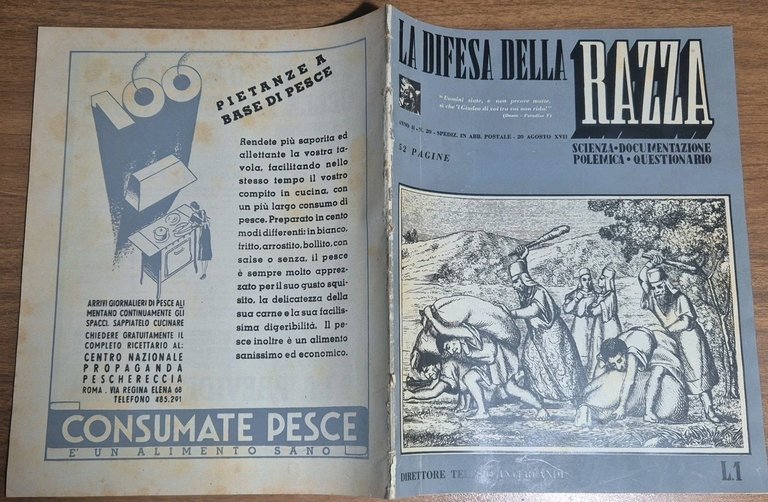 100
PIETANZE A
BASE DI PESCE
Rendete più saporita ed
allettante la vostra ta-
vola, facilitando nello
stesso tempo il vostro
compito in cucina, con
un più largo consumo di
pesce. Preparato in cento
modi differenti: in bianco,
fritto, arrostito, bollito, con
salse o senza, il pesce
è sempre molto apprez-
zato per il suo gusto squi-
sito, la delicatezza della
sua carne e la sua facilis-
sima digeribilità. Il pe-
sce inoltre è un alimento
sanissimo ed economico.
ARRIVI GIORNALIERI DI PESCE ALI
MENTANO CONTINUAMENTE GLI
SPACCI. SAPPIATELO CUCINARE
CHIEDERE GRATUITAMENTE IL
COMPLETO RICETTARIO AL:
CENTRO NAZIONALE
PROPAGANDA
PESCHERECCIA
ROMA . VIA REGINA ELENA 68
TELEFONO 485.291
CONSUMATE PESCE
E' UN ALIMENTO SANO
LA DIFESA DELLA
RAZZA
"Uomini siate, e non pecore matte,
sì che 'l Giudeo di voi tra voi non rida!"
(Dante - Paradiso V)
ANNO II - N. 20 - SPEDIZ. IN ABB. POSTALE - 20 AGOSTO XVII
52 PAGINE
SCIENZA·DOCUMENTAZIONE
POLEMICA·QUESTIONARIO
DIRETTORE
L.1